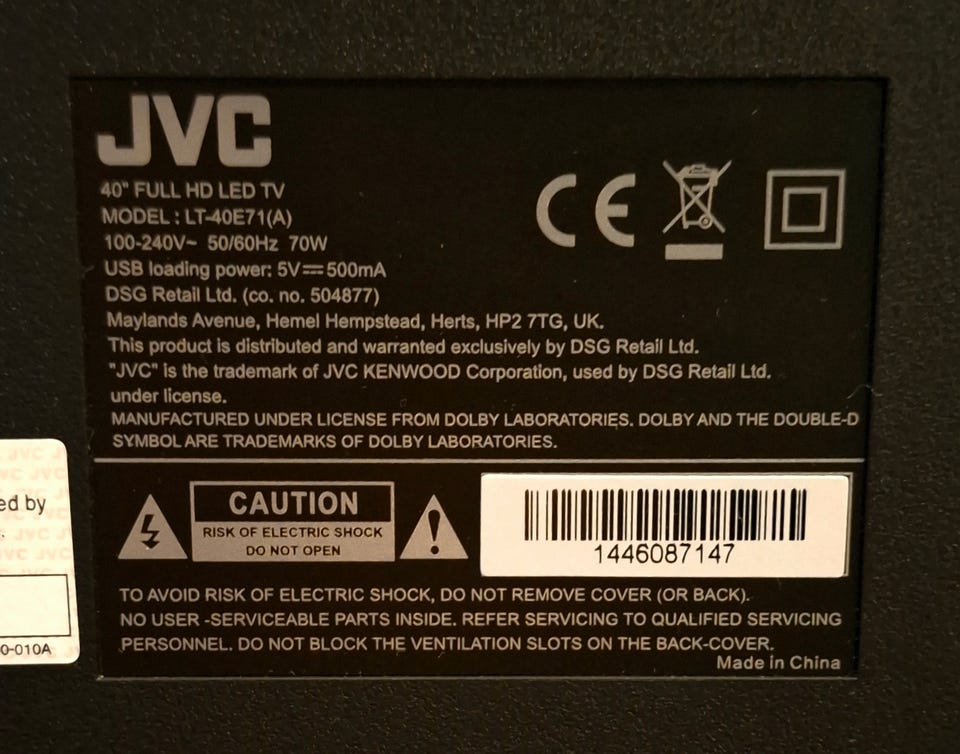 JVC
40" FULL HD LED TV
MODEL : LT-40E71(A)
100-240V~ 50/60Hz 70W
USB loading power: 5V⎓500mA
DSG Retail Ltd. (co. no. 504877)
Maylands Avenue, Hemel Hempstead, Herts, HP2 7TG, UK.
This product is distributed and warranted exclusively by DSG Retail Ltd.
"JVC" is the trademark of JVC KENWOOD Corporation, used by DSG Retail Ltd.
under license.
MANUFACTURED UNDER LICENSE FROM DOLBY LABORATORIES. DOLBY AND THE DOUBLE-D
SYMBOL ARE TRADEMARKS OF DOLBY LABORATORIES.
CE
ed by
0-010A
CAUTION
RISK OF ELECTRIC SHOCK
DO NOT OPEN
1446087147
TO AVOID RISK OF ELECTRIC SHOCK, DO NOT REMOVE COVER (OR BACK).
NO USER -SERVICEABLE PARTS INSIDE. REFER SERVICING TO QUALIFIED SERVICING
PERSONNEL. DO NOT BLOCK THE VENTILATION SLOTS ON THE BACK-COVER.
Made in China